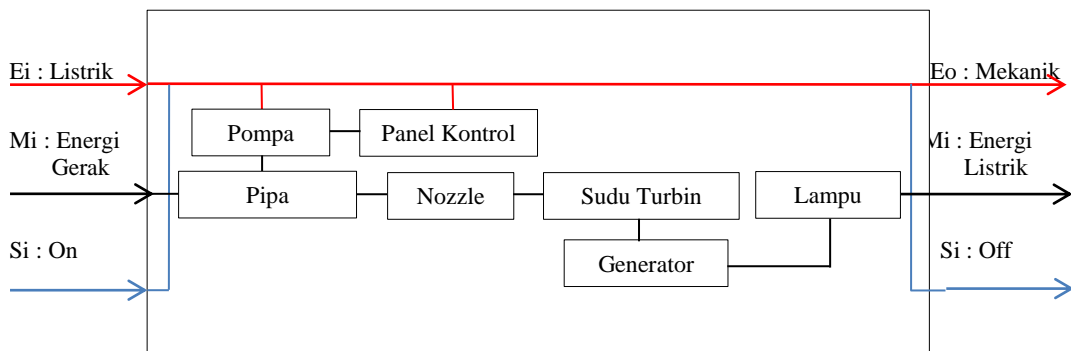 Ei : Listrik
Eo : Mekanik
Pompa
Panel Kontrol
Mi : Energi
Gerak
Mi : Energi
Listrik
Pipa
Nozzle
Sudu Turbin
Lampu
Si : On
Si : Off
Generator